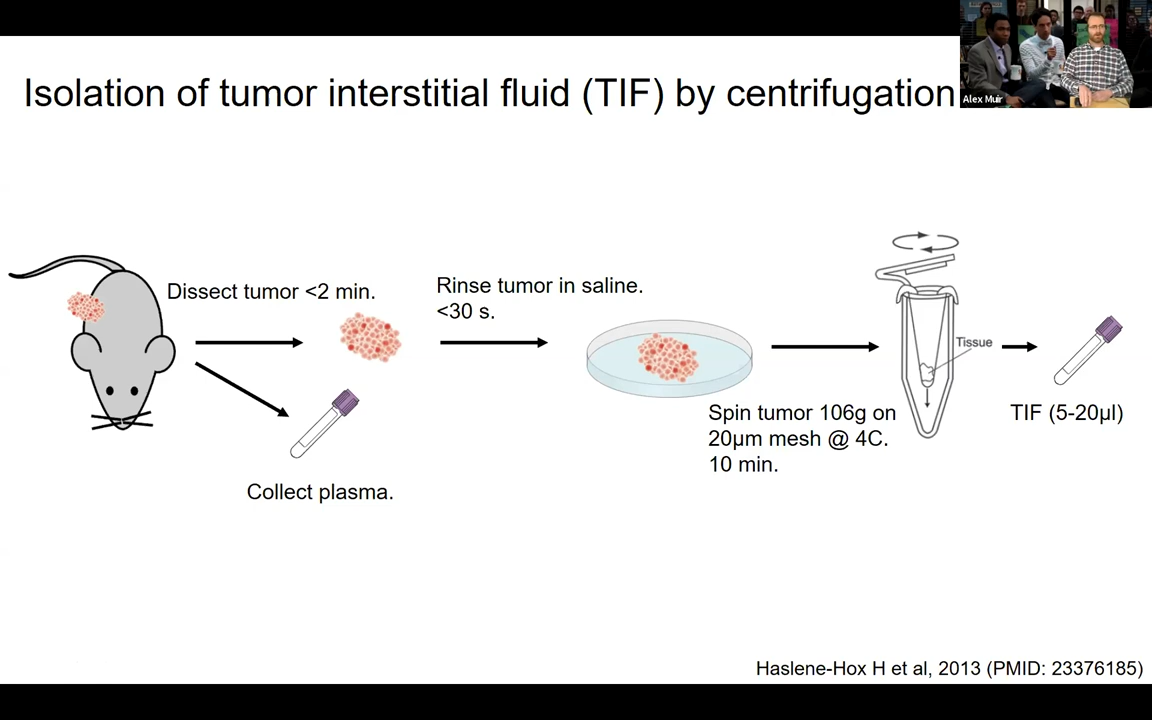 Isolation of tumor interstitial fluid (TIF) by centrifugation
Alex Muir
Dissect tumor <2 min.
Rinse tumor in saline.
<30 s.
Tissue
Spin tumor 106g on
20µm mesh @ 4C.
10 min.
TIF (5-20µl)
Collect plasma.
Haslene-Hox H et al, 2013 (PMID: 23376185)